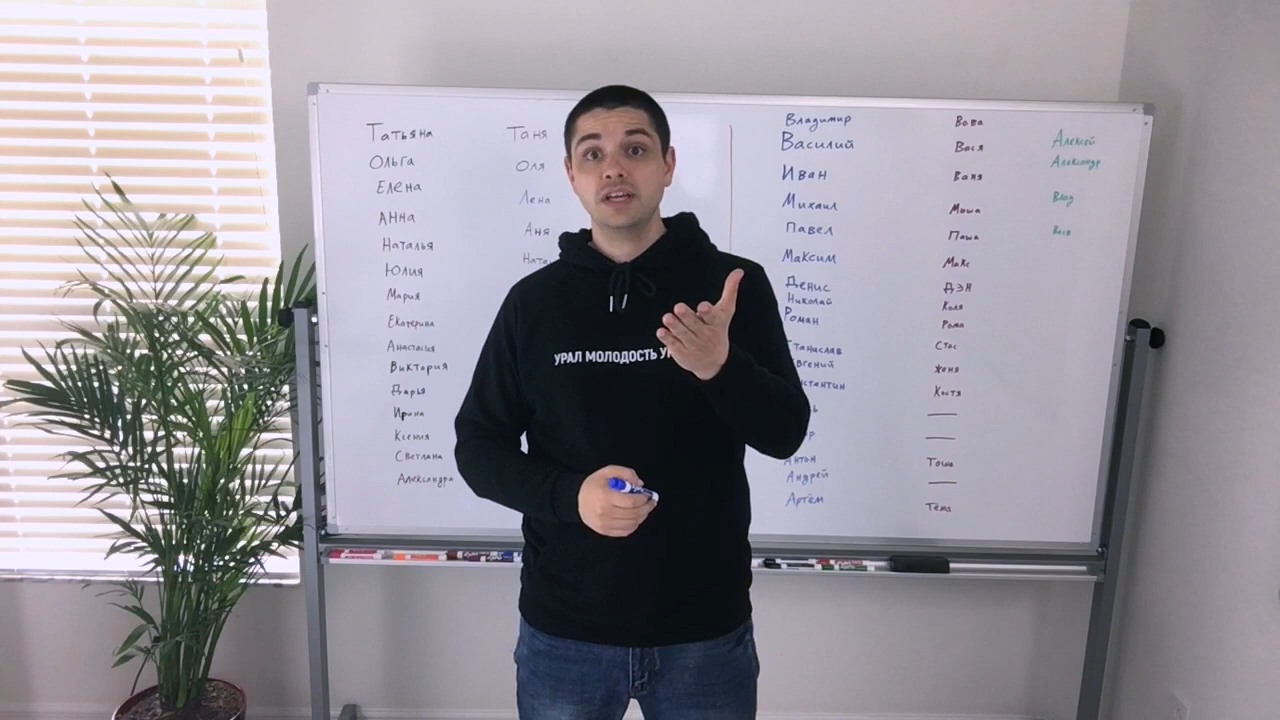 Татьяна Таня
Ольга Оля
Елена Лена
Анна Аня
Наталья
Юлия
Мария
Екатерина
Анастасия
Виктория
Дарья
Ирина
Ксения
Светлана
Александра
УРАЛ МОЛОДОСТЬ
Владимир Вова
Василий Вася
Иван Ваня
Михаил Миша
Павел Паша
Максим Макс
Денис Дэн
Николай Коля
Роман Рома
Стас
Женя
Костя
Антон Тоша
Андрей
Артём Тёма
Алексей
Александр
Влад
Вася